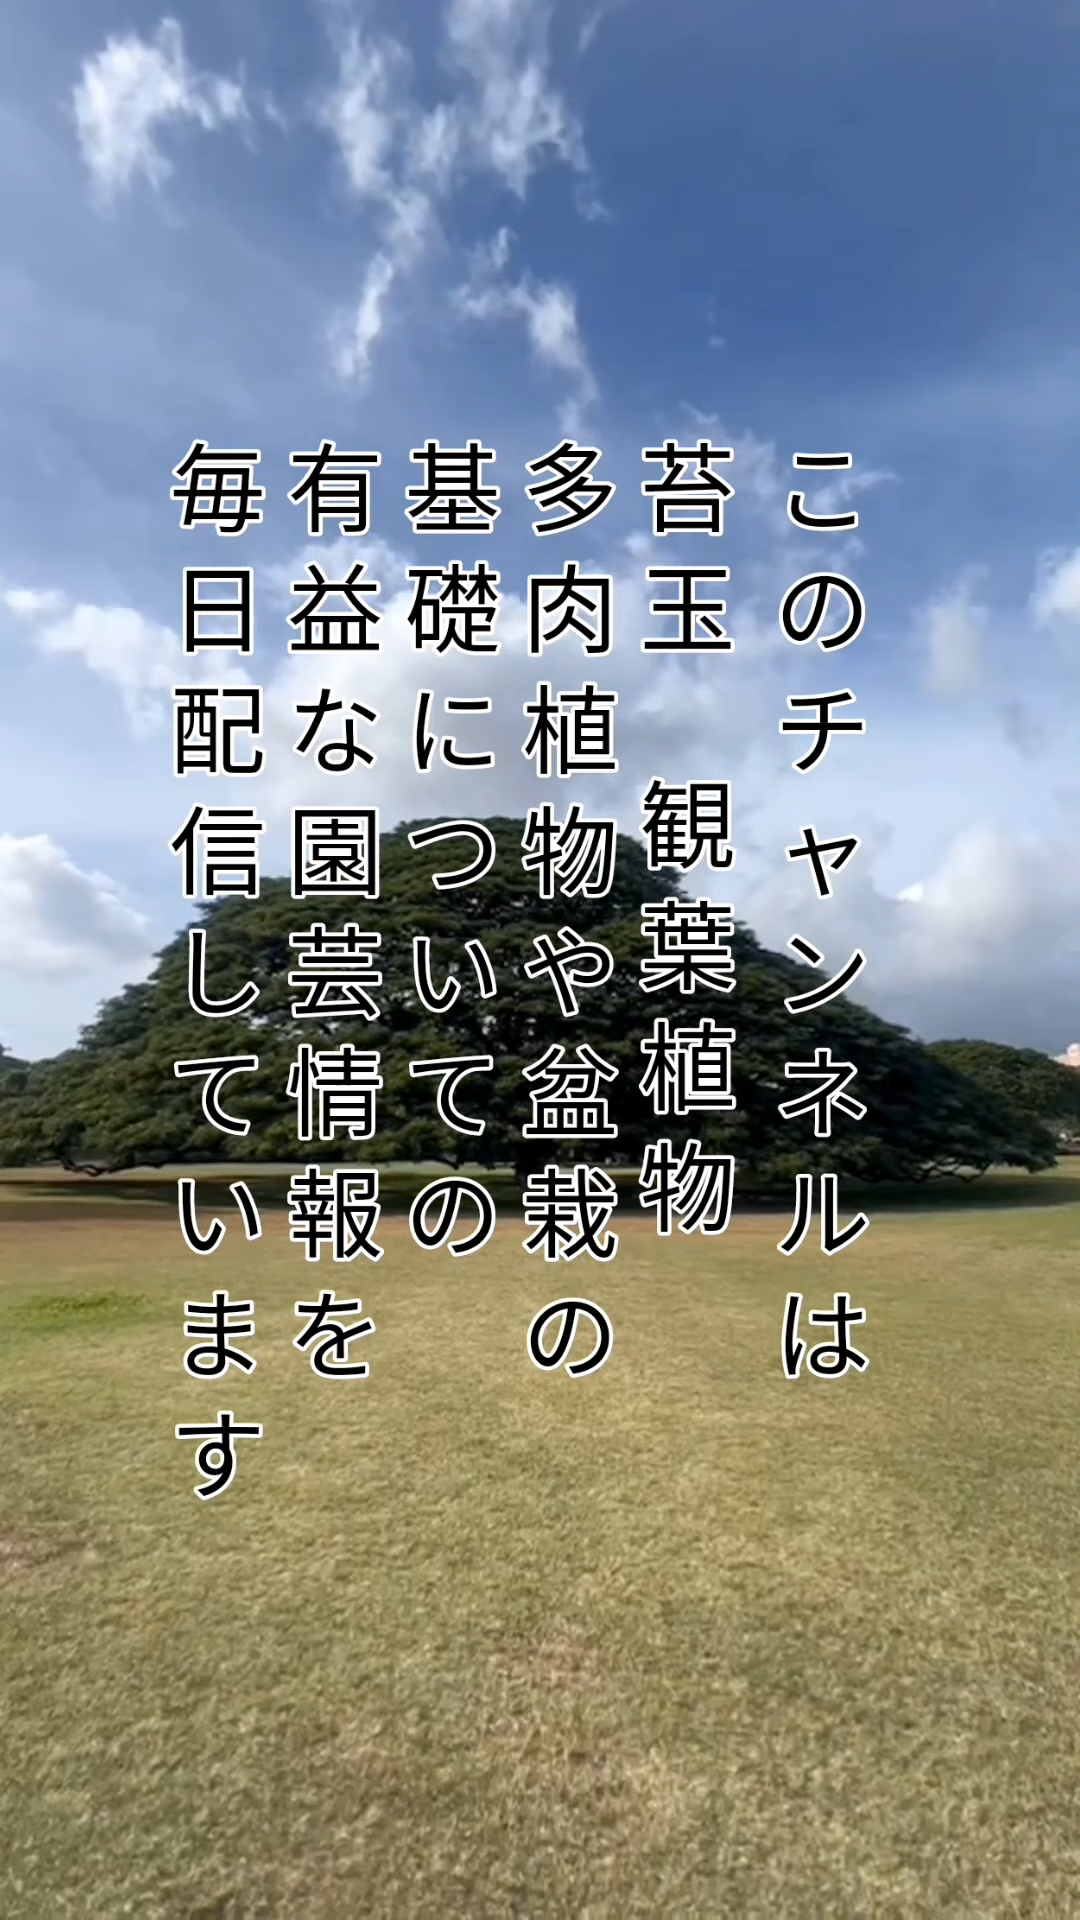 このチャンネルは
苔玉　観葉植物
多肉植物や盆栽の
基礎についての
有益な園芸情報を
毎日配信しています